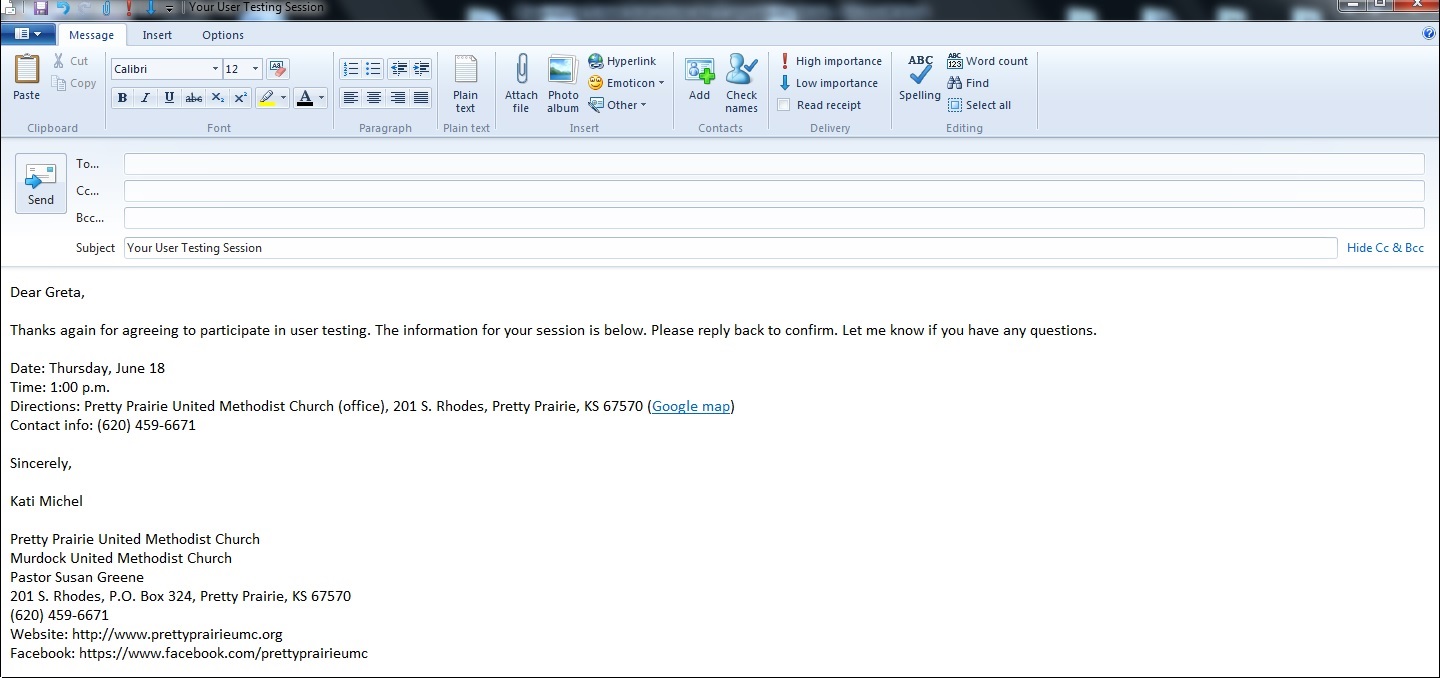 Your User Testing Session
Message Insert Options
Paste
Cut
Copy
Clipboard
Calibri 12
B I U abc X₂ X²
A
Font
Paragraph
Plain text
Plain text
Attach file
Photo album
Hyperlink
Emoticon
Other
Insert
Add
Check names
Contacts
High importance
Low importance
Read receipt
Delivery
ABC
Spelling
ABC
123
Word count
Find
Select all
Editing
Send
To...
Cc...
Bcc...
Subject Your User Testing Session Hide Cc & Bcc
Dear Greta,
Thanks again for agreeing to participate in user testing. The information for your session is below. Please reply back to confirm. Let me know if you have any questions.
Date: Thursday, June 18
Time: 1:00 p.m.
Directions: Pretty Prairie United Methodist Church (office), 201 S. Rhodes, Pretty Prairie, KS 67570 (Google map)
Contact info: (620) 459-6671
Sincerely,
Kati Michel
Pretty Prairie United Methodist Church
Murdock United Methodist Church
Pastor Susan Greene
201 S. Rhodes, P.O. Box 324, Pretty Prairie, KS 67570
(620) 459-6671
Website: http://www.prettyprairieumc.org
Facebook: https://www.facebook.com/prettyprairieumc